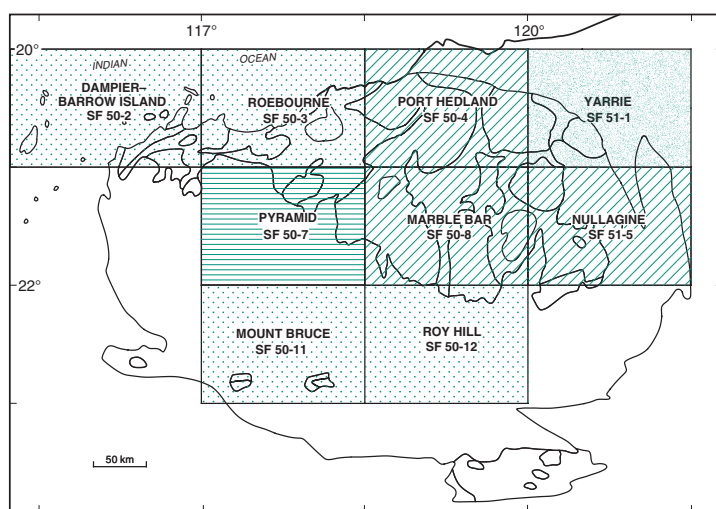 117°
120°
20°
INDIAN
OCEAN
DAMPIER–
BARROW ISLAND
SF 50-2
ROEBOURNE
SF 50-3
PORT HEDLAND
SF 50-4
YARRIE
SF 51-1
PYRAMID
SF 50-7
MARBLE BAR
SF 50-8
NULLAGINE
SF 51-5
22°
MOUNT BRUCE
SF 50-11
ROY HILL
SF 50-12
50 km